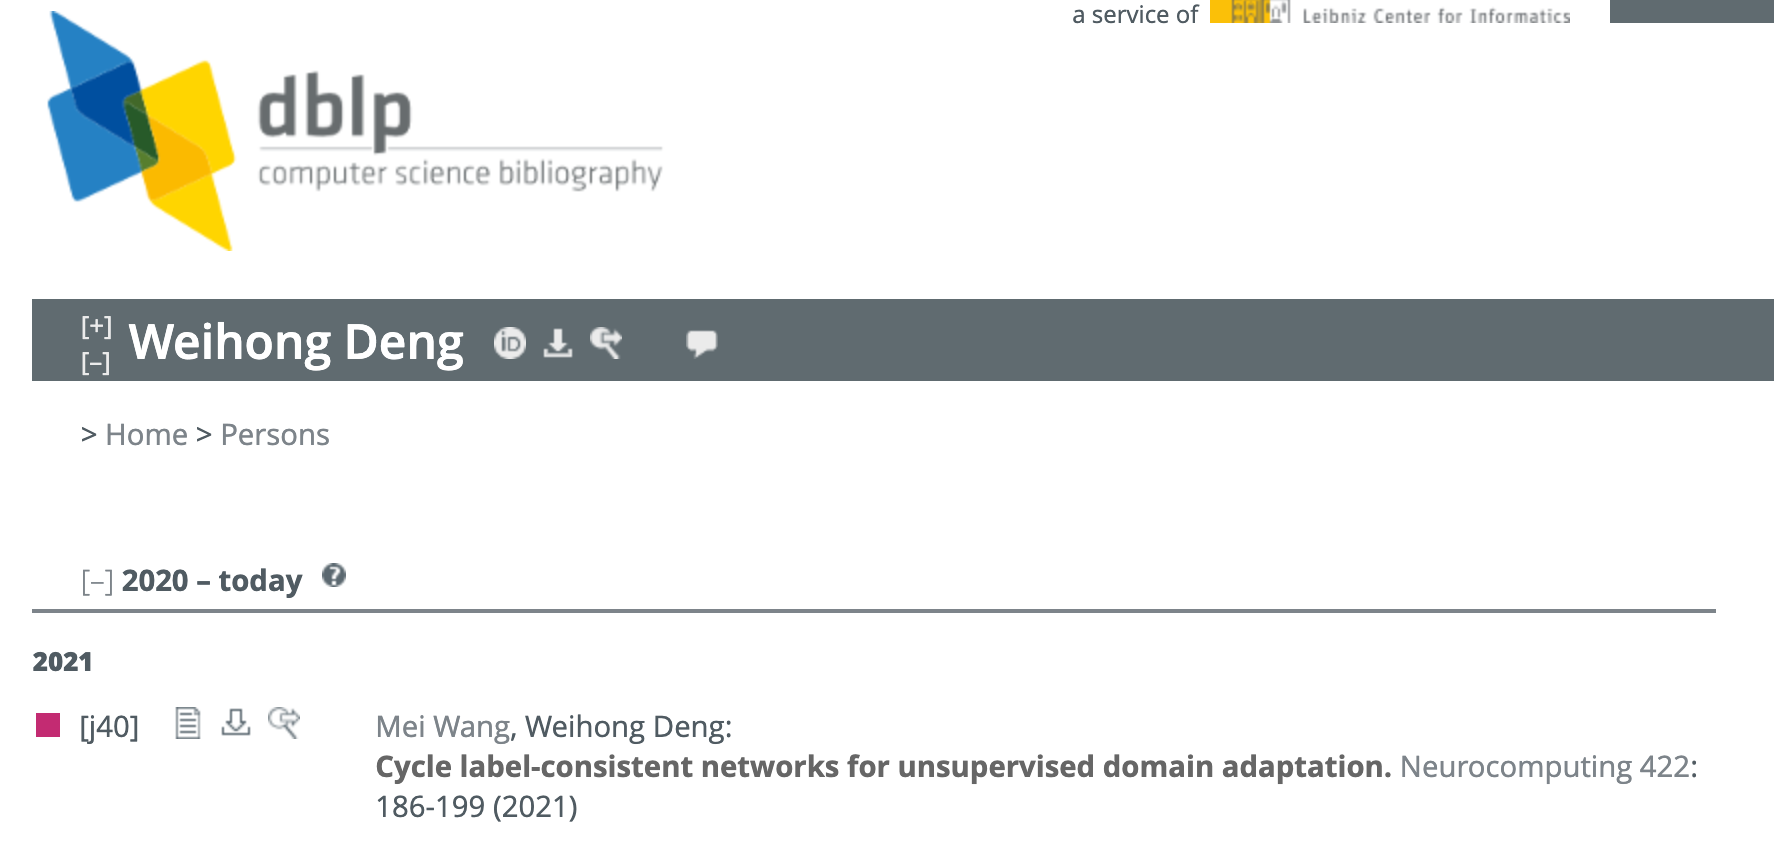 a service of Leibniz Center for Informatics
dblp
computer science bibliography
[+]
[–]
Weihong Deng
> Home > Persons
[–] 2020 – today ?
2021
[j40]
Mei Wang, Weihong Deng:
Cycle label-consistent networks for unsupervised domain adaptation. Neurocomputing 422:
186-199 (2021)